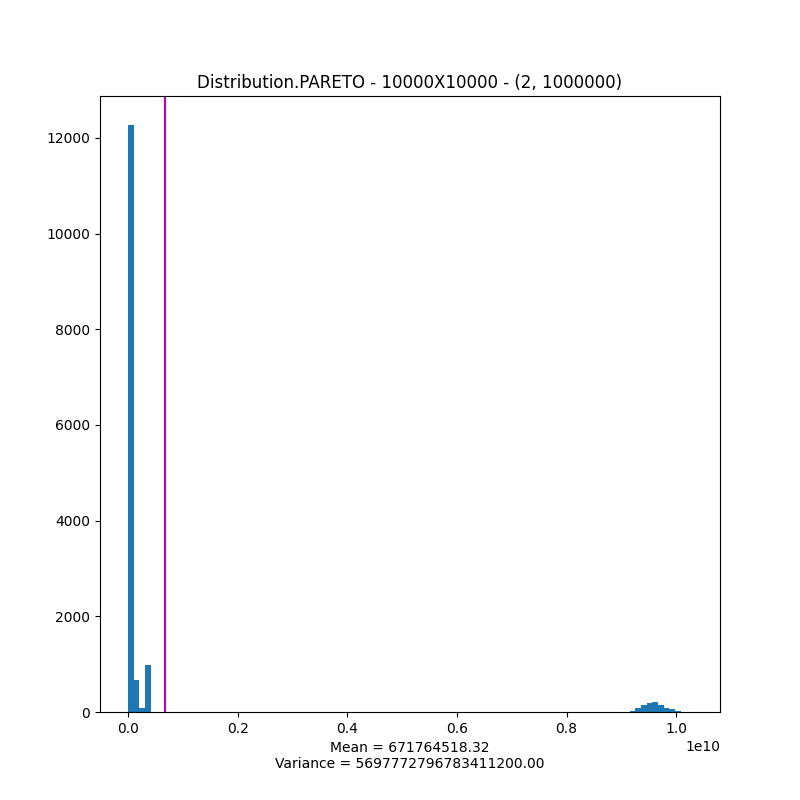 Distribution.PARETO - 10000X10000 - (2, 1000000)
12000
10000
8000
6000
4000
2000
0
0.0 0.2 0.4 0.6 0.8 1.0
1e10
Mean = 671764518.32
Variance = 5697772796783411200.00